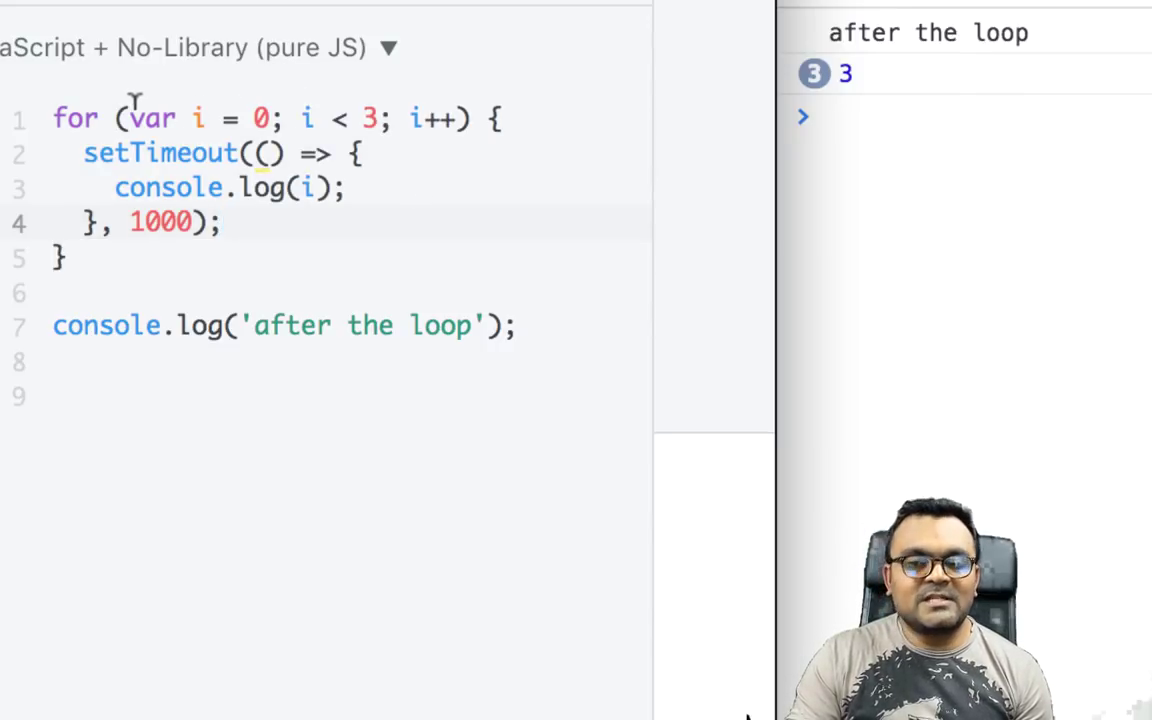 aScript + No-Library (pure JS) ▼
1 for (var i = 0; i < 3; i++) {
2 setTimeout(() => {
3 console.log(i);
4 }, 1000);
5 }
6
7 console.log('after the loop');
8
9
after the loop
3 3
>